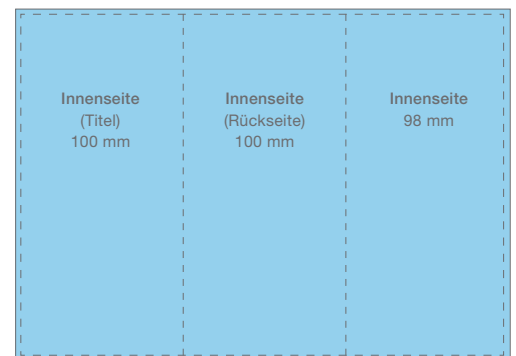 Innenseite
(Titel)
100 mm
Innenseite
(Rückseite)
100 mm
Innenseite
98 mm